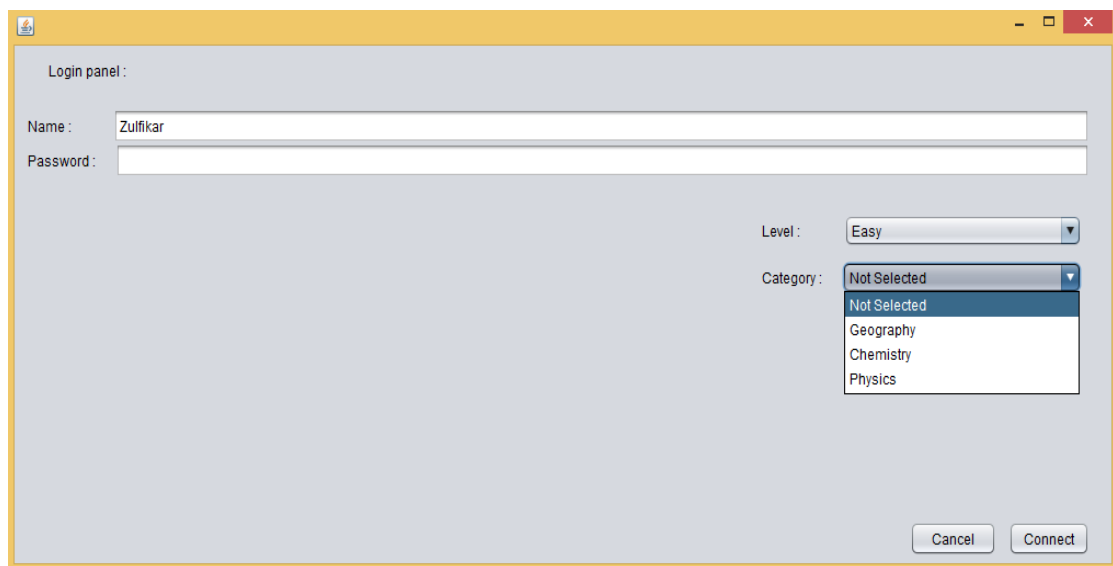 Login panel :
Name : Zulfikar
Password :
Level : Easy
Category : Not Selected
Not Selected
Geography
Chemistry
Physics
Cancel Connect